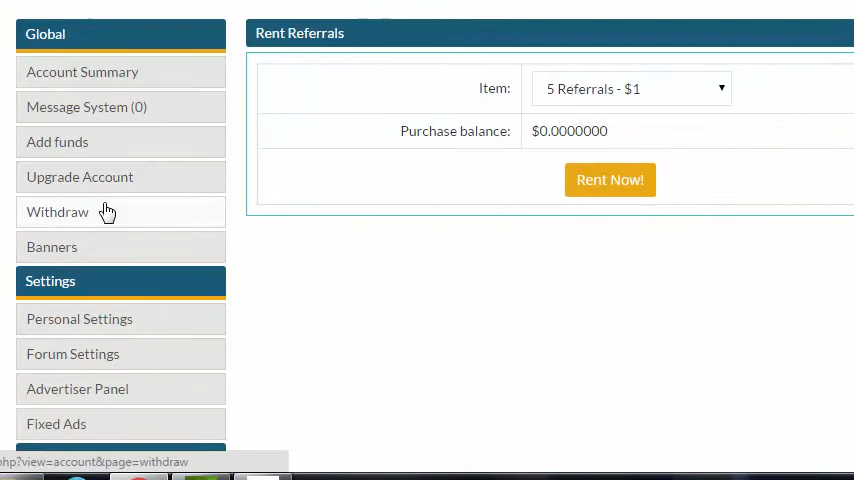 Global
Account Summary
Message System (0)
Add funds
Upgrade Account
Withdraw
Banners
Settings
Personal Settings
Forum Settings
Advertiser Panel
Fixed Ads
Rent Referrals
Item: 5 Referrals - $1
Purchase balance: $0.0000000
Rent Now!
php?view=account&page=withdraw